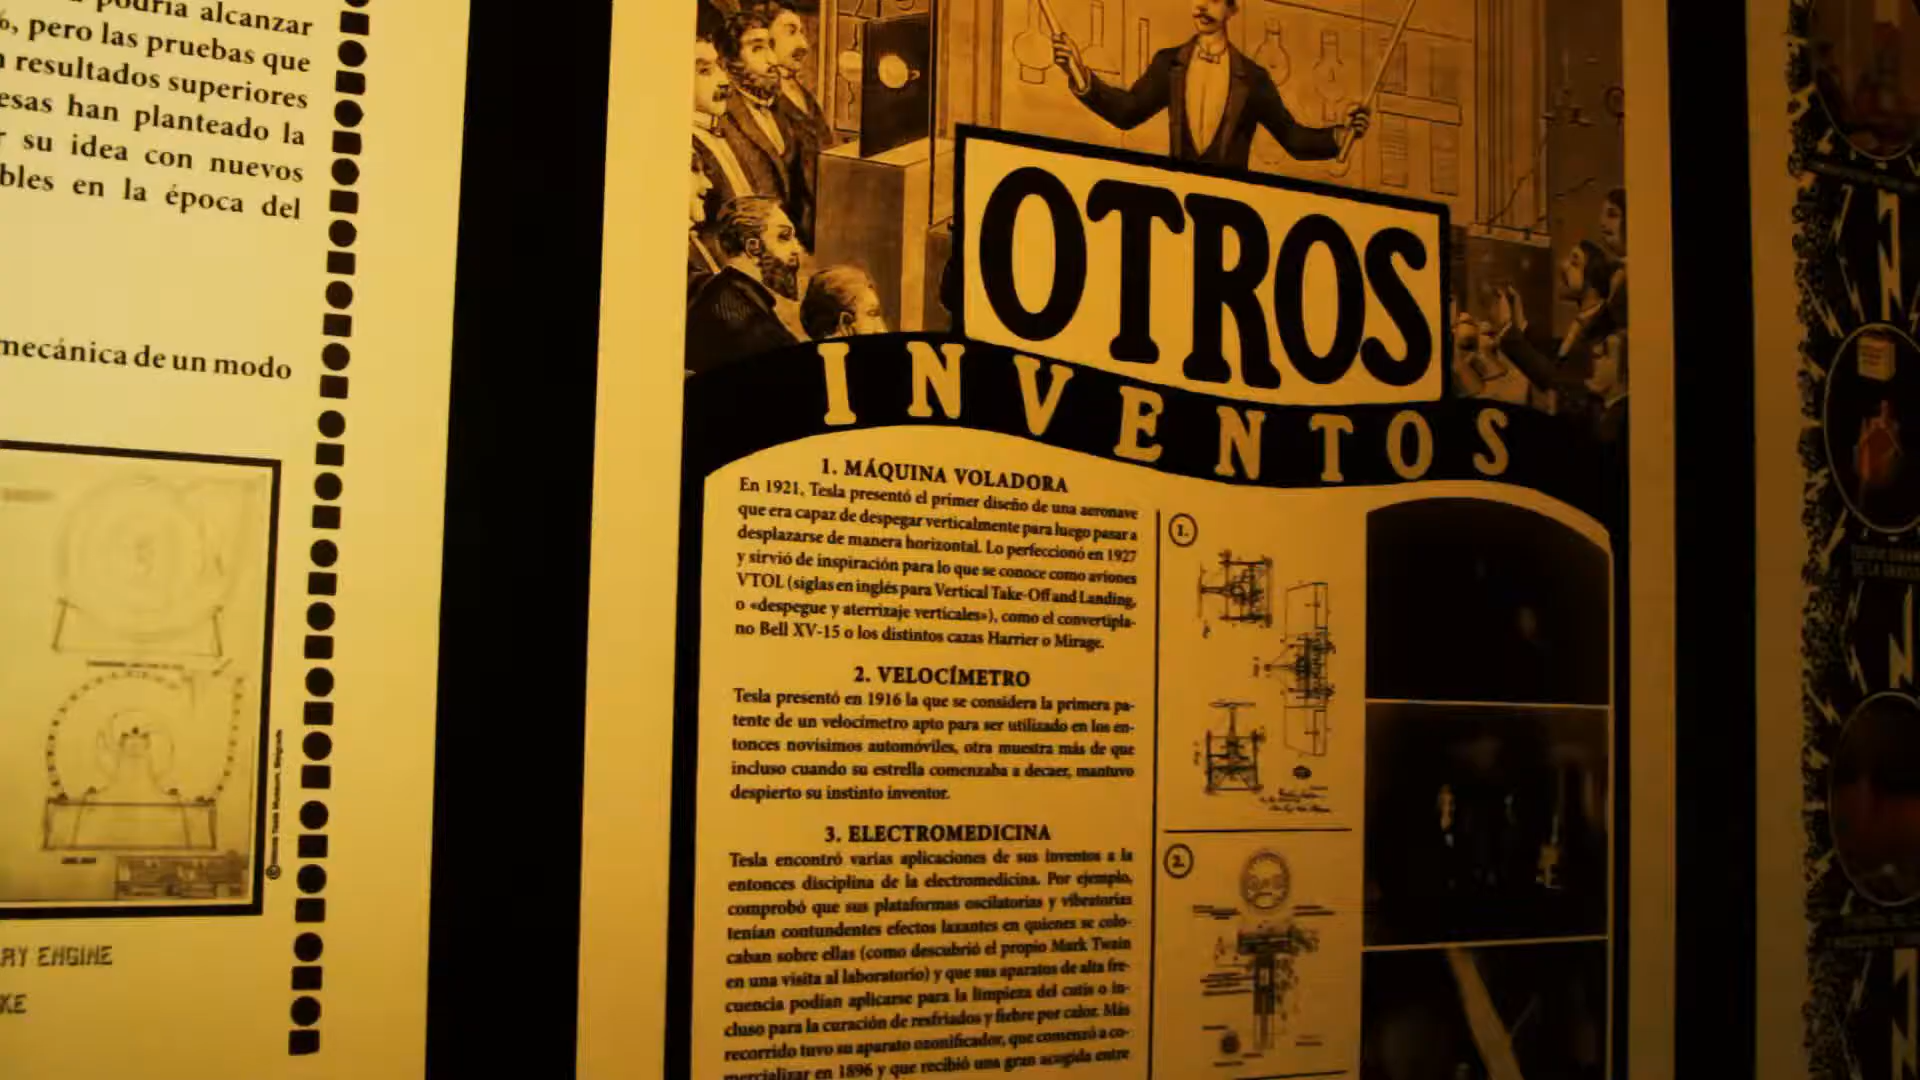 podría alcanzar
%, pero las pruebas que
resultados superiores
esas han planteado la
su idea con nuevos
bles en la época del
mecánica de un modo
RY ENGINE
KE
OTROS
INVENTOS
1. MÁQUINA VOLADORA
En 1921, Tesla presentó el primer diseño de una aeronave
que era capaz de despegar verticalmente para luego pasar a
desplazarse de manera horizontal. Lo perfeccionó en 1927
y sirvió de inspiración para lo que se conoce como aviones
VTOL (siglas en inglés para Vertical Take-Off and Landing,
o «despegue y aterrizaje verticales»), como el convertipla-
no Bell XV-15 o los distintos cazas Harrier o Mirage.
2. VELOCÍMETRO
Tesla presentó en 1916 la que se considera la primera pa-
tente de un velocímetro apto para ser utilizado en los en-
tonces novísimos automóviles, otra muestra más de que
incluso cuando su estrella comenzaba a decaer, mantuvo
despierto su instinto inventor.
3. ELECTROMEDICINA
Tesla encontró varias aplicaciones de sus inventos a la
entonces disciplina de la electromedicina. Por ejemplo,
comprobó que sus plataformas oscilatorias y vibratorias
tenían contundentes efectos laxantes en quienes se colo-
caban sobre ellas (como descubrió el propio Mark Twain
en una visita al laboratorio) y que sus aparatos de alta fre-
cuencia podían aplicarse para la limpieza del cutis o in-
cluso para la curación de resfriados y fiebre por calor. Más
recorrido tuvo su aparato ozonificador, que comenzó a co-
mercializar en 1896 y que recibió una gran acogida entre
1.
2.